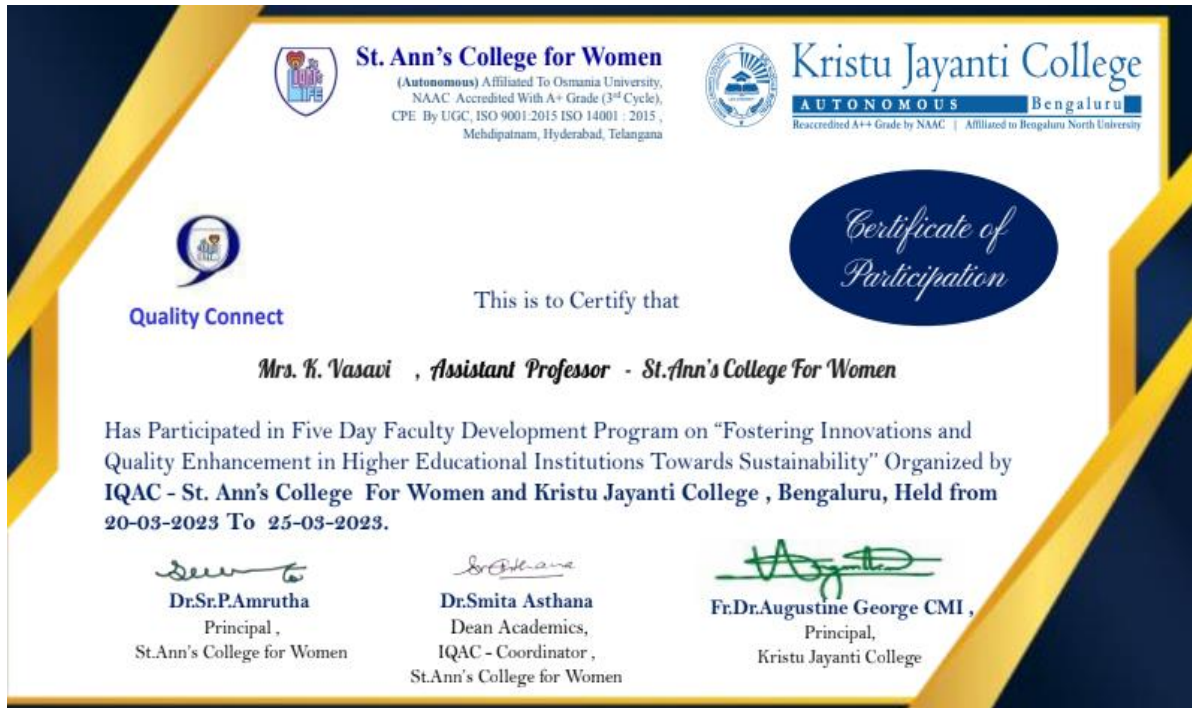 St. Ann's College for Women
(Autonomous) Affiliated To Osmania University,
NAAC Accredited With A+ Grade (3rd Cycle),
CPE By UGC, ISO 9001:2015 ISO 14001 : 2015 ,
Mehdipatnam, Hyderabad, Telangana
Kristu Jayanti College
AUTONOMOUS Bengaluru
Reaccredited A++ Grade by NAAC | Affiliated to Bengaluru North University
Certificate of
Participation
Quality Connect
This is to Certify that
Mrs. K. Vasavi , Assistant Professor - St.Ann's College For Women
Has Participated in Five Day Faculty Development Program on “Fostering Innovations and
Quality Enhancement in Higher Educational Institutions Towards Sustainability” Organized by
IQAC - St. Ann's College For Women and Kristu Jayanti College , Bengaluru, Held from
20-03-2023 To 25-03-2023.
Dr.Sr.P.Amrutha
Principal ,
St.Ann's College for Women
Dr.Smita Asthana
Dean Academics,
IQAC - Coordinator ,
St.Ann's College for Women
Fr.Dr.Augustine George CMI ,
Principal,
Kristu Jayanti College